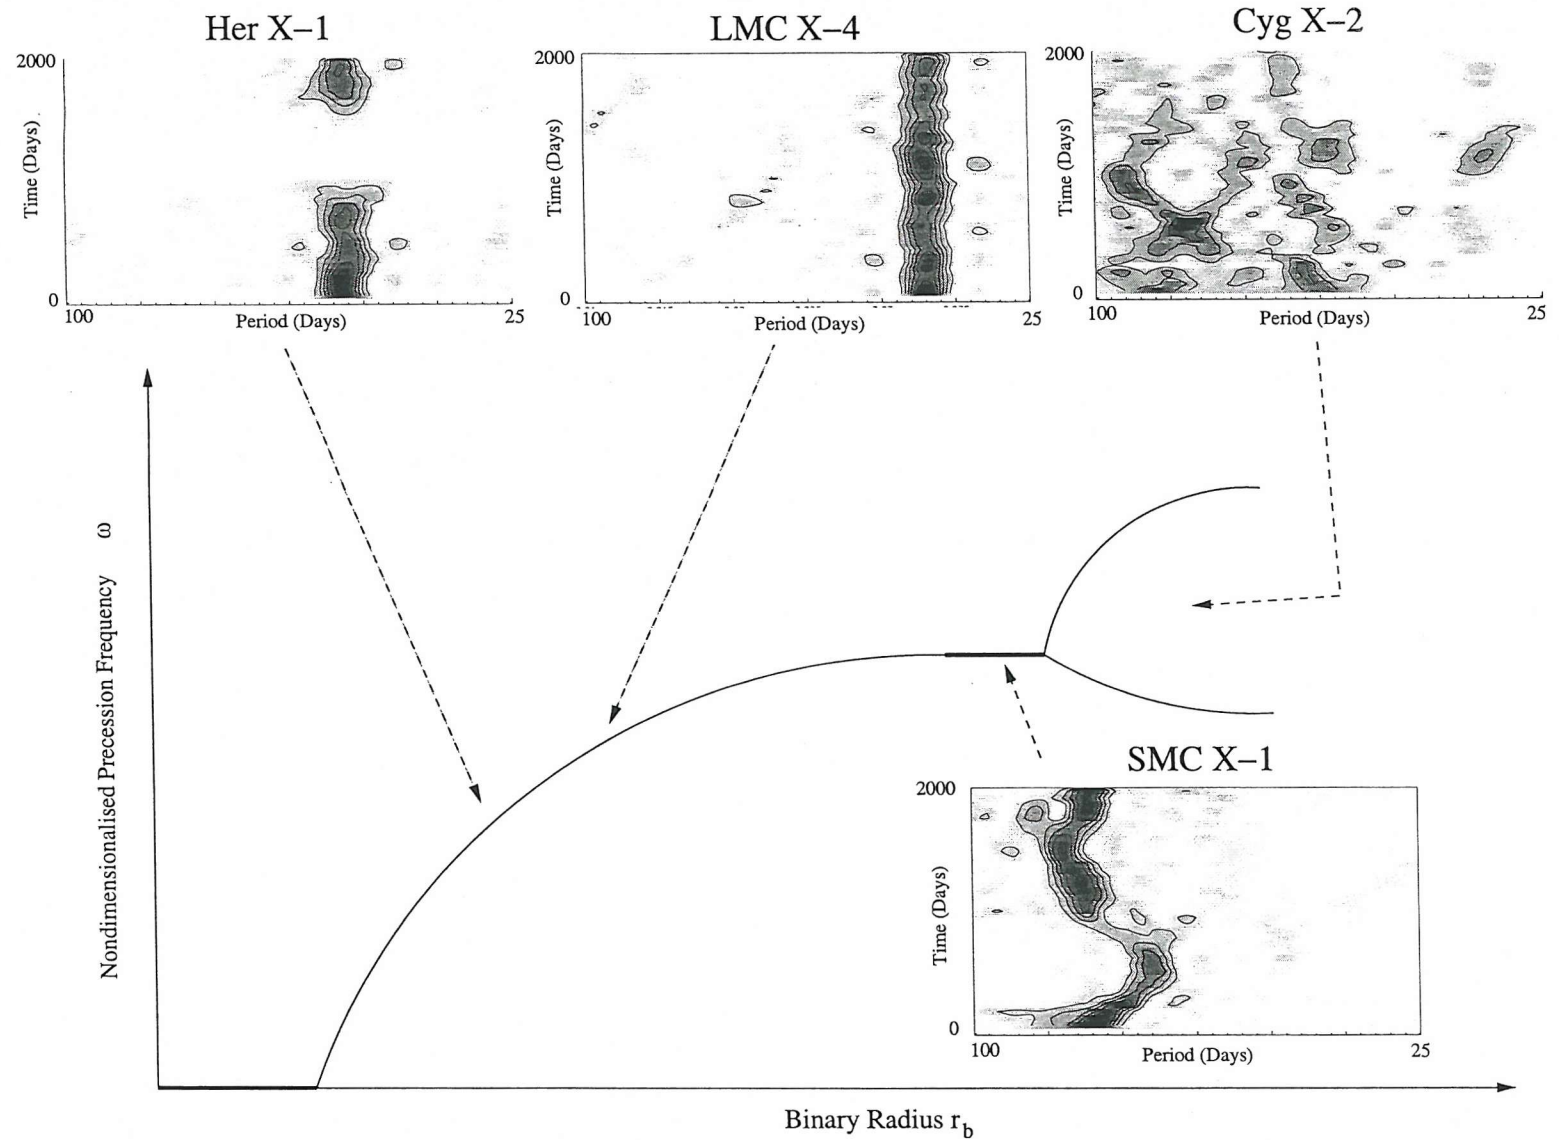 Her X–1
LMC X–4
Cyg X–2
2000
Time (Days)
0
100
Period (Days)
25
2000
Time (Days)
0
100
Period (Days)
25
2000
Time (Days)
0
100
Period (Days)
25
Nondimensionalised Precession Frequency ω
SMC X–1
2000
Time (Days)
0
100
Period (Days)
25
Binary Radius r_b